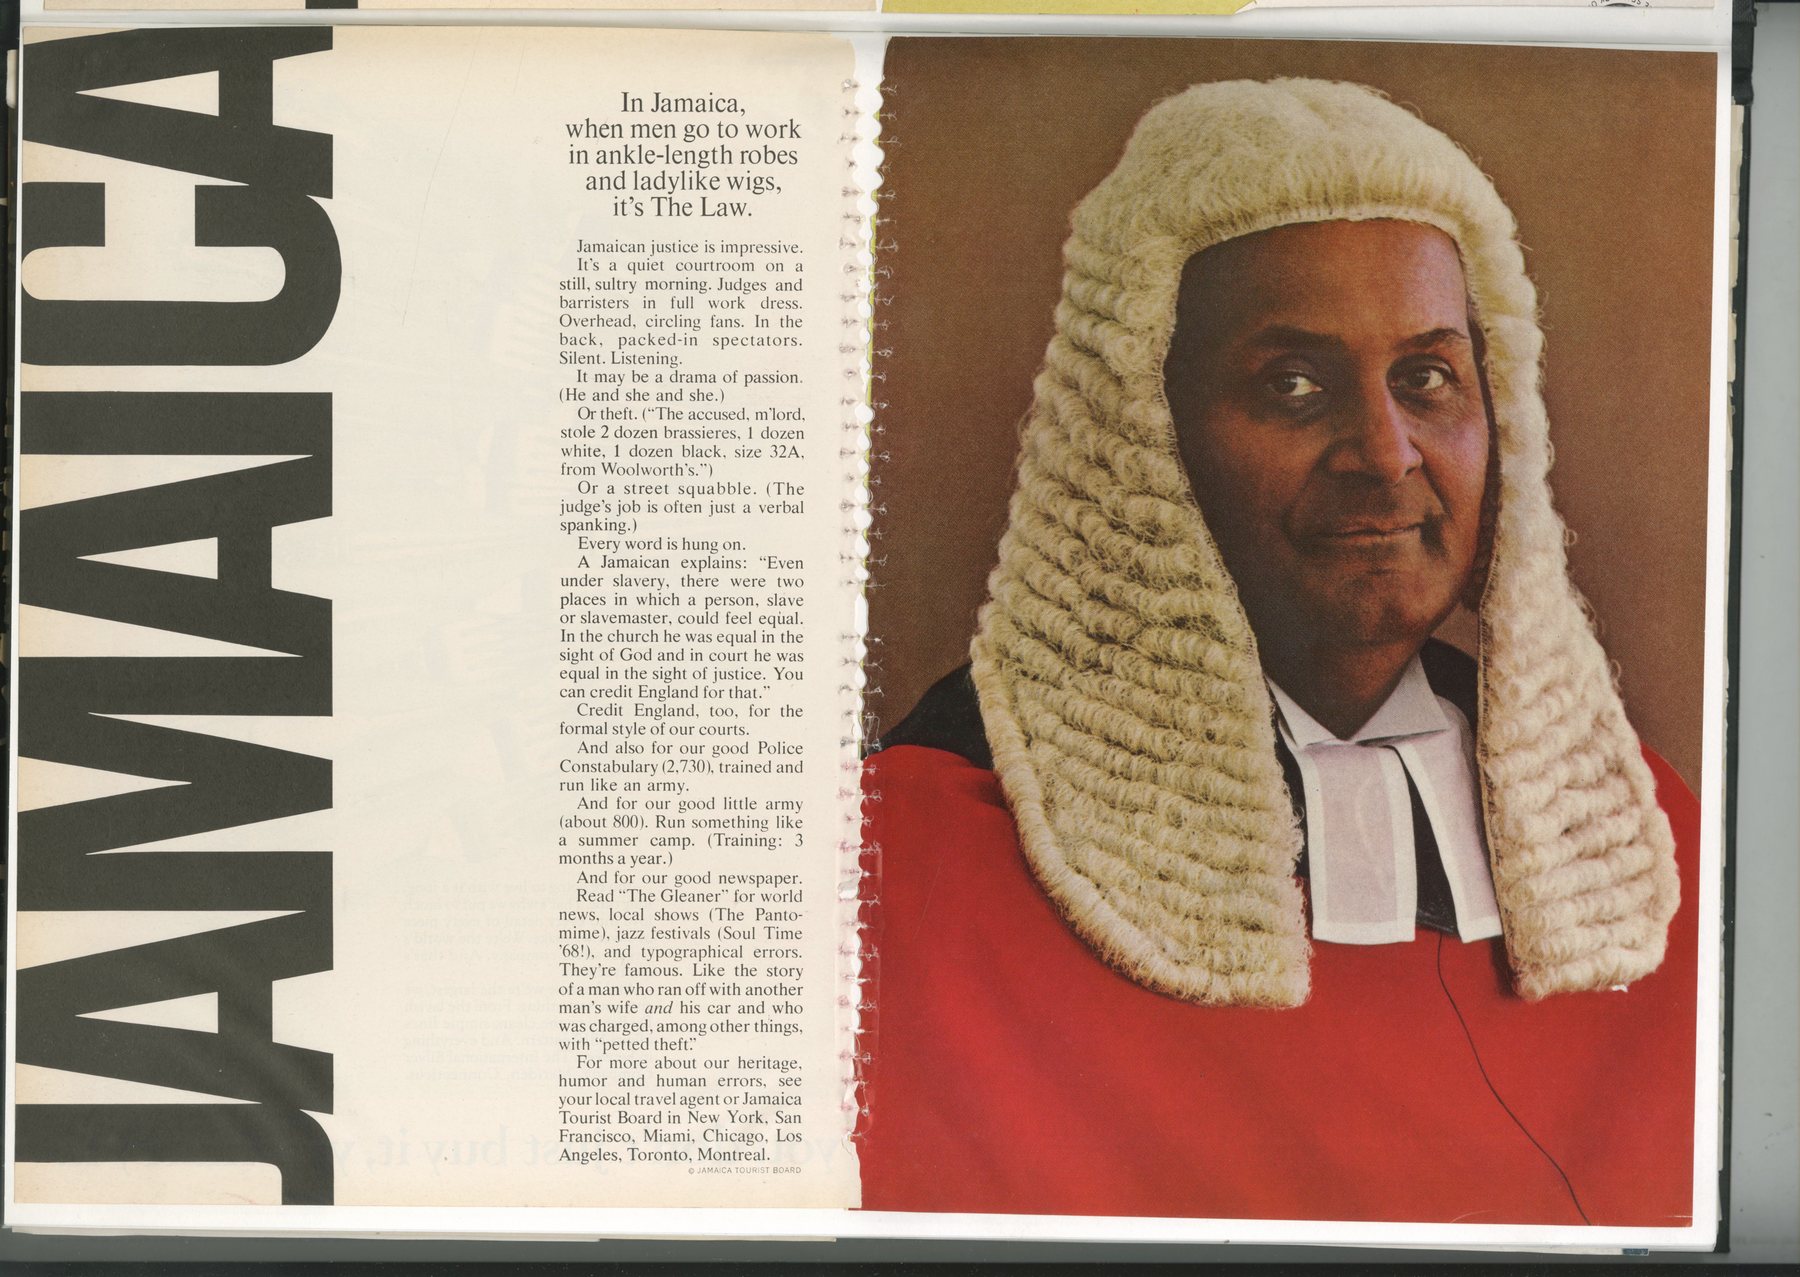 JAMAICA
In Jamaica,
when men go to work
in ankle-length robes
and ladylike wigs,
it's The Law.
Jamaican justice is impressive.
It's a quiet courtroom on a
still, sultry morning. Judges and
barristers in full work dress.
Overhead, circling fans. In the
back, packed-in spectators.
Silent. Listening.
It may be a drama of passion.
(He and she and she.)
Or theft. ("The accused, m'lord,
stole 2 dozen brassieres, 1 dozen
white, 1 dozen black, size 32A,
from Woolworth's.")
Or a street squabble. (The
judge's job is often just a verbal
spanking.)
Every word is hung on.
A Jamaican explains: "Even
under slavery, there were two
places in which a person, slave
or slavemaster, could feel equal.
In the church he was equal in the
sight of God and in court he was
equal in the sight of justice. You
can credit England for that."
Credit England, too, for the
formal style of our courts.
And also for our good Police
Constabulary (2,730), trained and
run like an army.
And for our good little army
(about 800). Run something like
a summer camp. (Training: 3
months a year.)
And for our good newspaper.
Read "The Gleaner" for world
news, local shows (The Panto-
mime), jazz festivals (Soul Time
'68!), and typographical errors.
They're famous. Like the story
of a man who ran off with another
man's wife and his car and who
was charged, among other things,
with "petted theft."
For more about our heritage,
humor and human errors, see
your local travel agent or Jamaica
Tourist Board in New York, San
Francisco, Miami, Chicago, Los
Angeles, Toronto, Montreal.
© JAMAICA TOURIST BOARD